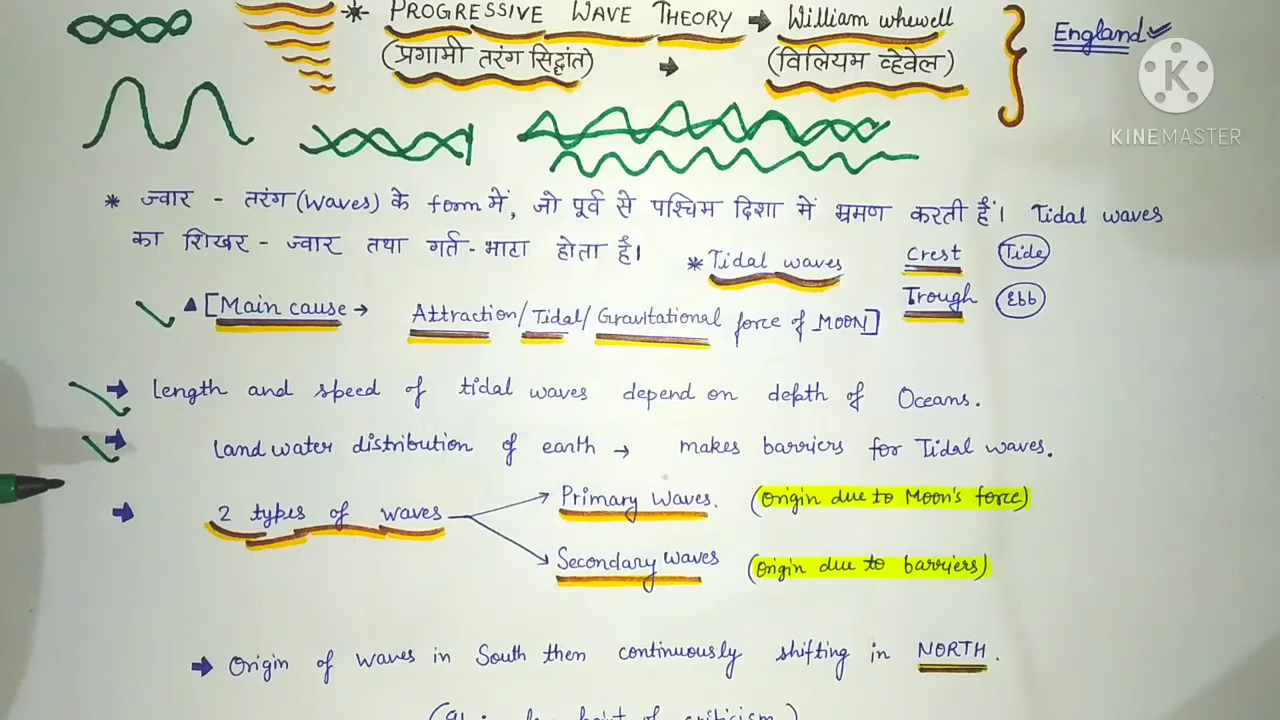 * PROGRESSIVE WAVE THEORY → William whewell
(प्रगामी तरंग सिद्धांत) → (विलियम व्हेवेल)
England
KINEMASTER
* ज्वार - तरंग (Waves) के form में, जो पूर्व से पश्चिम दिशा में भ्रमण करती हैं। Tidal waves
का शिखर - ज्वार तथा गर्त - भाटा होता है।
* Tidal waves
Crest (Tide)
Trough (Ebb)
[Main cause → Attraction/Tidal/Gravitational force of MOON]
→ Length and speed of tidal waves depend on depth of Oceans.
→ Land water distribution of earth → makes barriers for Tidal waves.
→ 2 types of waves
Primary Waves. (Origin due to Moon's force)
Secondary waves (Origin due to barriers)
→ Origin of waves in South then continuously shifting in NORTH.
point of criticism)